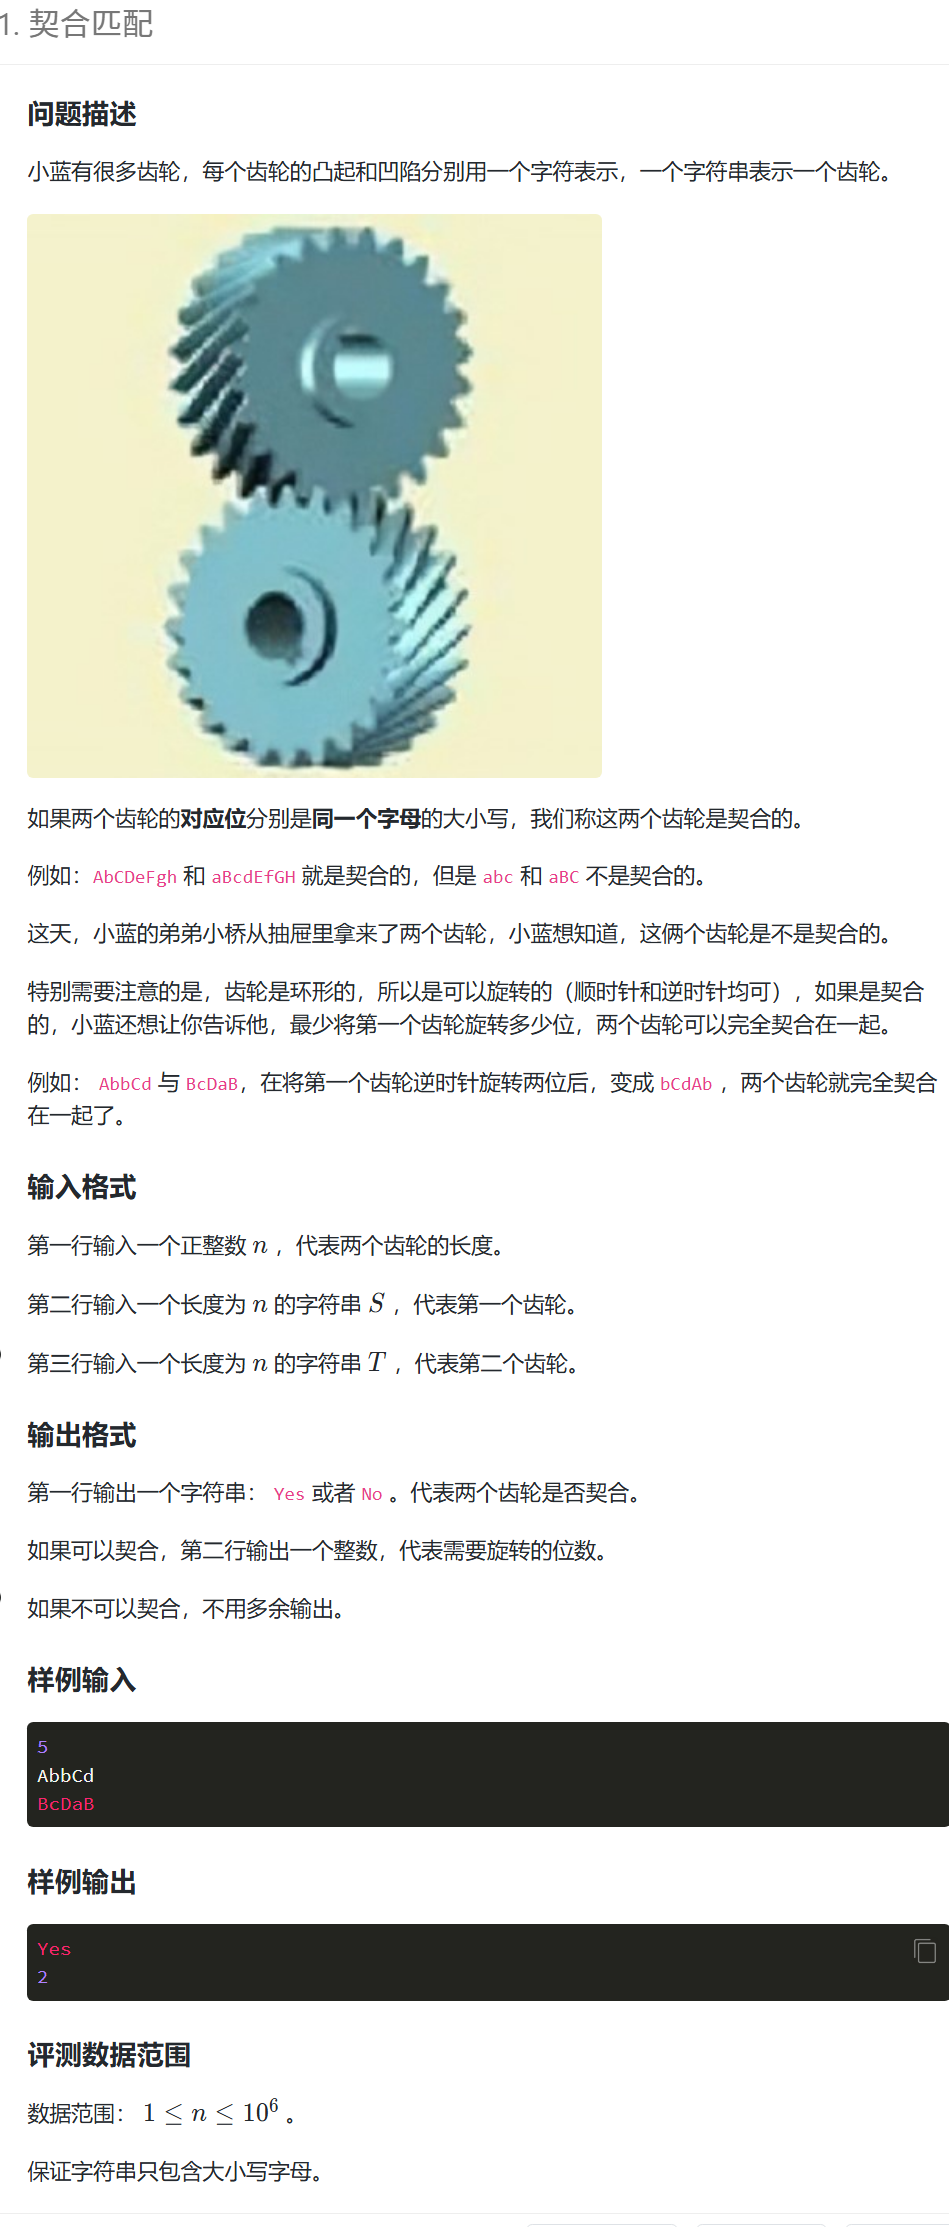 1. 契合匹配
问题描述
小蓝有很多齿轮，每个齿轮的凸起和凹陷分别用一个字符表示，一个字符串表示一个齿轮。
如果两个齿轮的对应位分别是同一个字母的大小写，我们称这两个齿轮是契合的。
例如：AbCDeFgh 和 aBcdEfGH 就是契合的，但是 abc 和 aBC 不是契合的。
这天，小蓝的弟弟小桥从抽屉里拿来了两个齿轮，小蓝想知道，这俩个齿轮是不是契合的。
特别需要注意的是，齿轮是环形的，所以是可以旋转的（顺时针和逆时针均可），如果是契合
的，小蓝还想让你告诉他，最少将第一个齿轮旋转多少位，两个齿轮可以完全契合在一起。
例如： AbbCd 与 BcDaB，在将第一个齿轮逆时针旋转两位后，变成 bCdAb ，两个齿轮就完全契合
在一起了。
输入格式
第一行输入一个正整数 n ，代表两个齿轮的长度。
第二行输入一个长度为 n 的字符串 S ，代表第一个齿轮。
第三行输入一个长度为 n 的字符串 T ，代表第二个齿轮。
输出格式
第一行输出一个字符串： Yes 或者 No 。代表两个齿轮是否契合。
如果可以契合，第二行输出一个整数，代表需要旋转的位数。
如果不可以契合，不用多余输出。
样例输入
5
AbbCd
BcDaB
样例输出
Yes
2
评测数据范围
数据范围： 1 ≤ n ≤ 10⁶ 。
保证字符串只包含大小写字母。